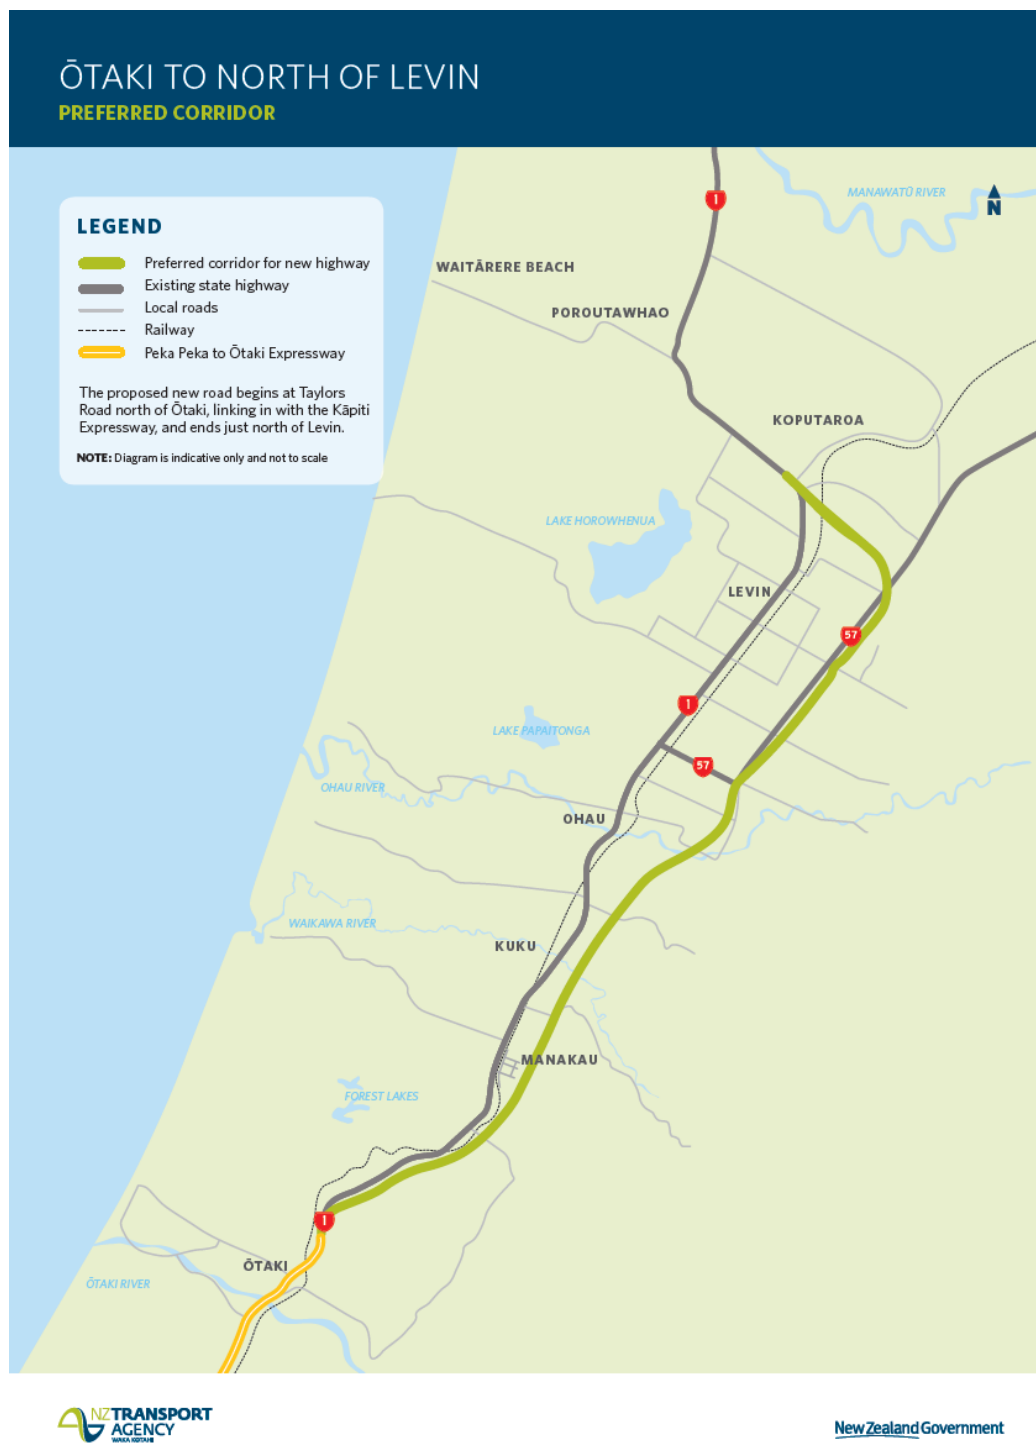 ŌTAKI TO NORTH OF LEVIN
PREFERRED CORRIDOR
LEGEND
Preferred corridor for new highway
Existing state highway
Local roads
Railway
Peka Peka to Ōtaki Expressway
The proposed new road begins at Taylors
Road north of Ōtaki, linking in with the Kāpiti
Expressway, and ends just north of Levin.
NOTE: Diagram is indicative only and not to scale
1
MANAWATŪ RIVER
N
WAITĀRERE BEACH
POROUTAWHAO
KOPUTAROA
LAKE HOROWHENUA
LEVIN
57
1
LAKE PAPAITONGA
57
OHAU RIVER
OHAU
WAIKAWA RIVER
KUKU
MANAKAU
FOREST LAKES
1
ŌTAKI
ŌTAKI RIVER
NZTRANSPORT
AGENCY
WAKA KOTAHI
New Zealand Government